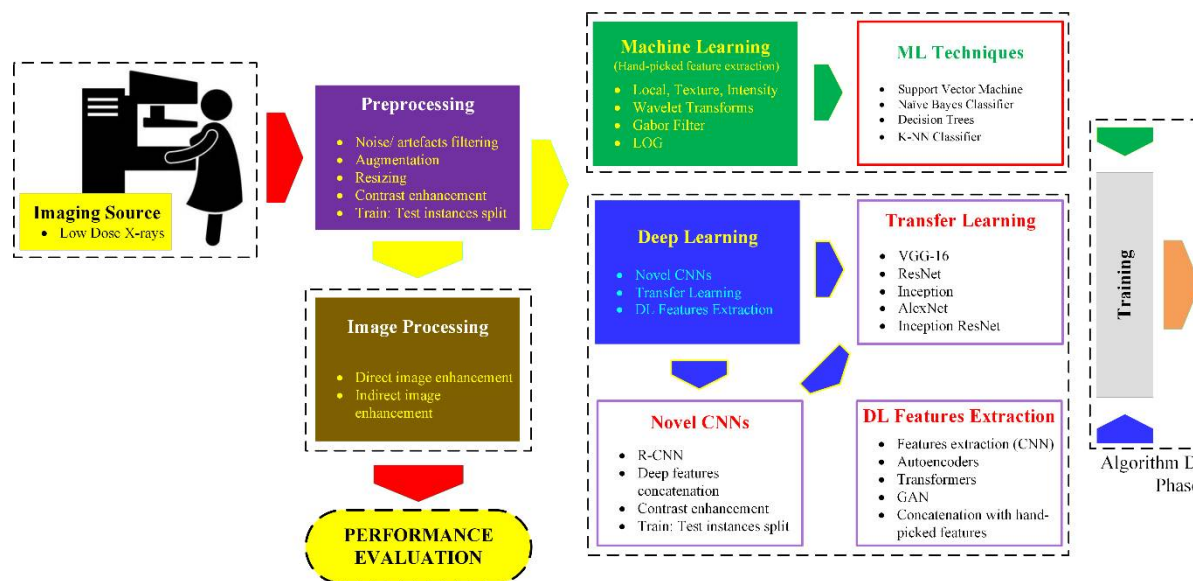 Imaging Source
• Low Dose X-rays
Preprocessing
• Noise/ artefacts filtering
• Augmentation
• Resizing
• Contrast enhancement
• Train: Test instances split
Image Processing
• Direct image enhancement
• Indirect image
enhancement
PERFORMANCE
EVALUATION
Machine Learning
(Hand-picked feature extraction)
• Local, Texture, Intensity
• Wavelet Transforms
• Gabor Filter
• LOG
ML Techniques
• Support Vector Machine
• Naïve Bayes Classifier
• Decision Trees
• K-NN Classifier
Deep Learning
• Novel CNNs
• Transfer Learning
• DL Features Extraction
Transfer Learning
• VGG-16
• ResNet
• Inception
• AlexNet
• Inception ResNet
Novel CNNs
• R-CNN
• Deep features
concatenation
• Contrast enhancement
• Train: Test instances split
DL Features Extraction
• Features extraction (CNN)
• Autoencoders
• Transformers
• GAN
• Concatenation with hand-
picked features
Training
Algorithm D
Phase